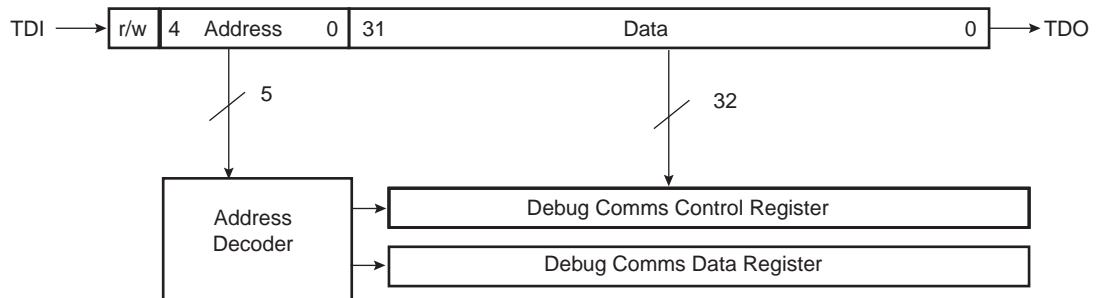 TDI r/w 4 Address 0 31 Data 0 TDO
5 32
Address
Decoder
Debug Comms Control Register
Debug Comms Data Register